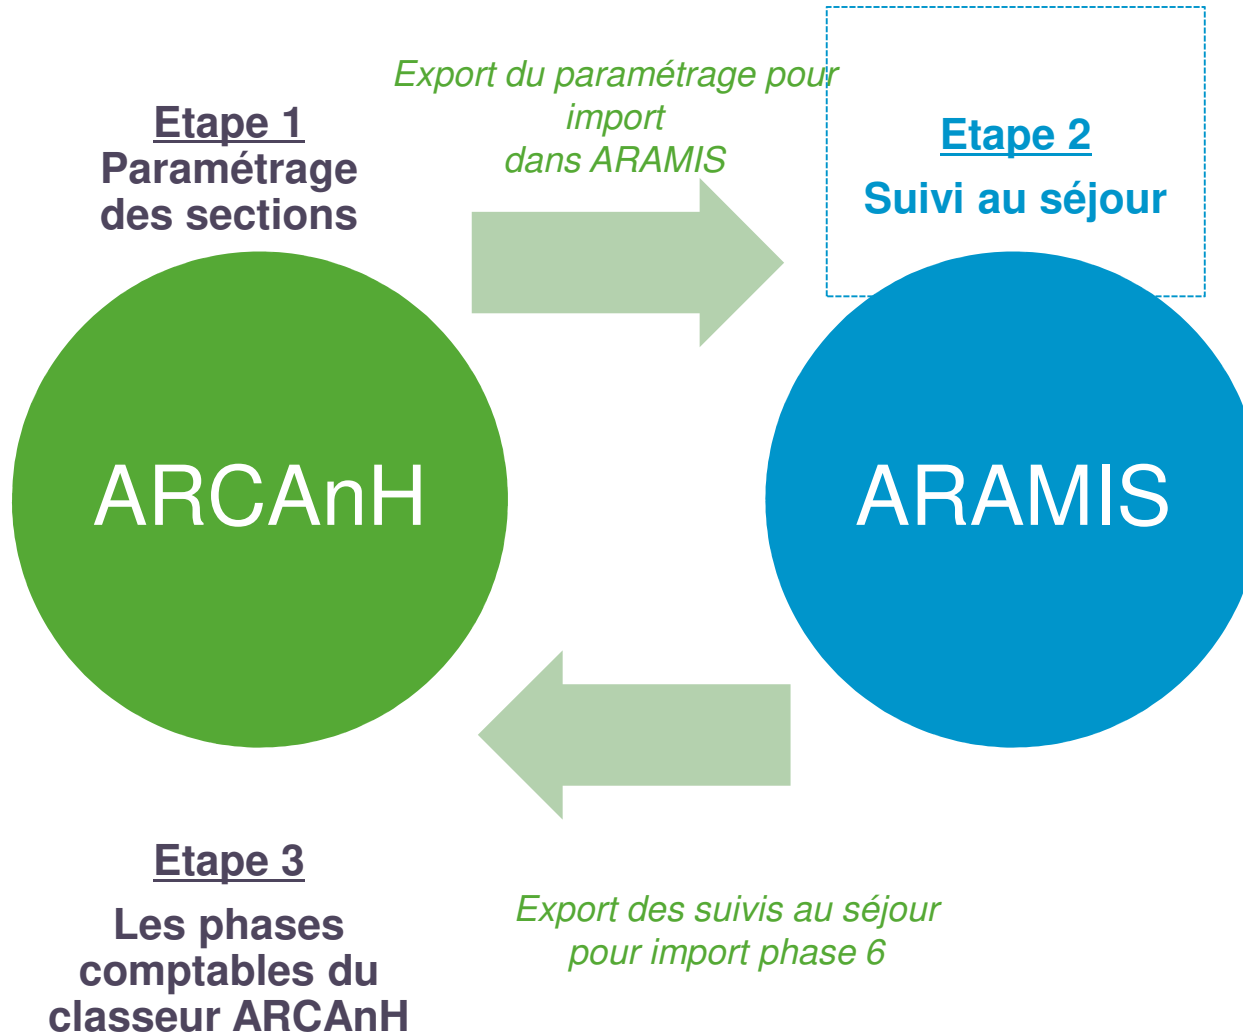 Etape 1
Paramétrage
des sections
Export du paramétrage pour
import
dans ARAMIS
Etape 2
Suivi au séjour
ARCAnH
ARAMIS
Etape 3
Les phases
comptables du
classeur ARCAnH
Export des suivis au séjour
pour import phase 6